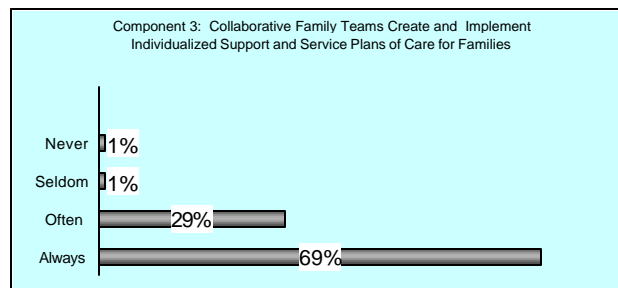 Component 3: Collaborative Family Teams Create and Implement
Individualized Support and Service Plans of Care for Families
Never 1%
Seldom 1%
Often 29%
Always 69%